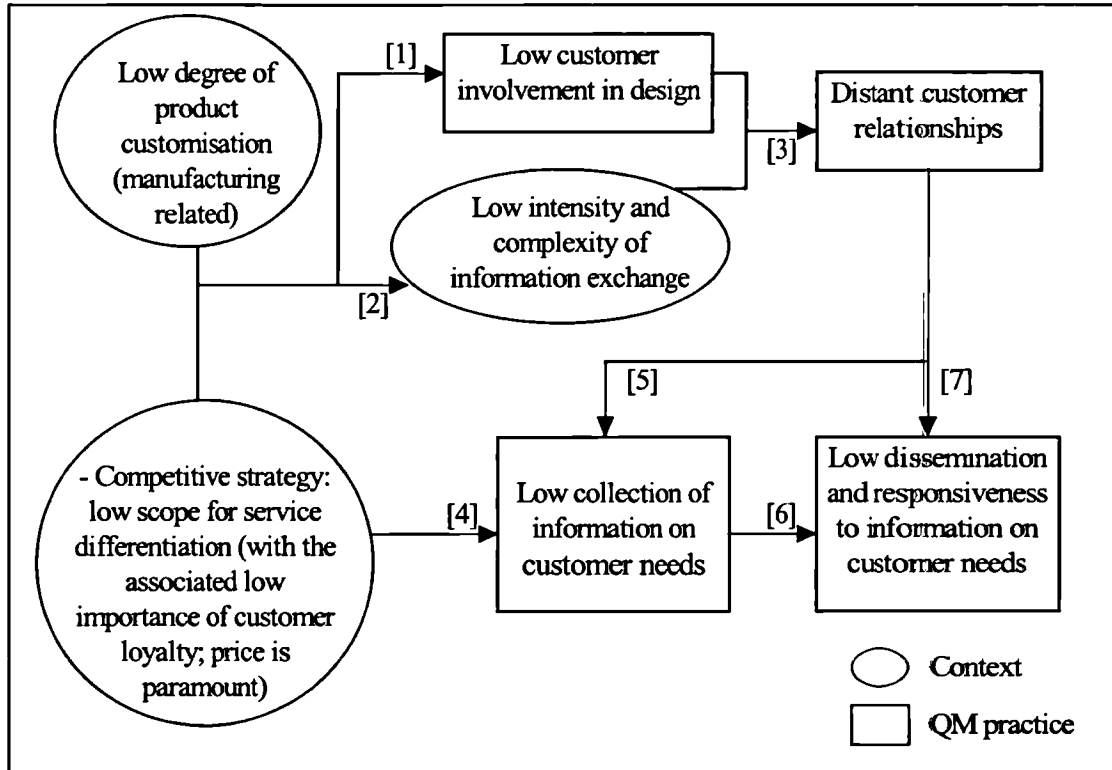 Low degree of
product
customisation
(manufacturing
related)
[1]
Low customer
involvement in design
[3]
Distant customer
relationships
[2]
Low intensity and
complexity of
information exchange
- Competitive strategy:
low scope for service
differentiation (with the
associated low
importance of customer
loyalty; price is
paramount)
[4]
[5]
Low collection of
information on
customer needs
[6]
[7]
Low dissemination
and responsiveness
to information on
customer needs
Context
QM practice